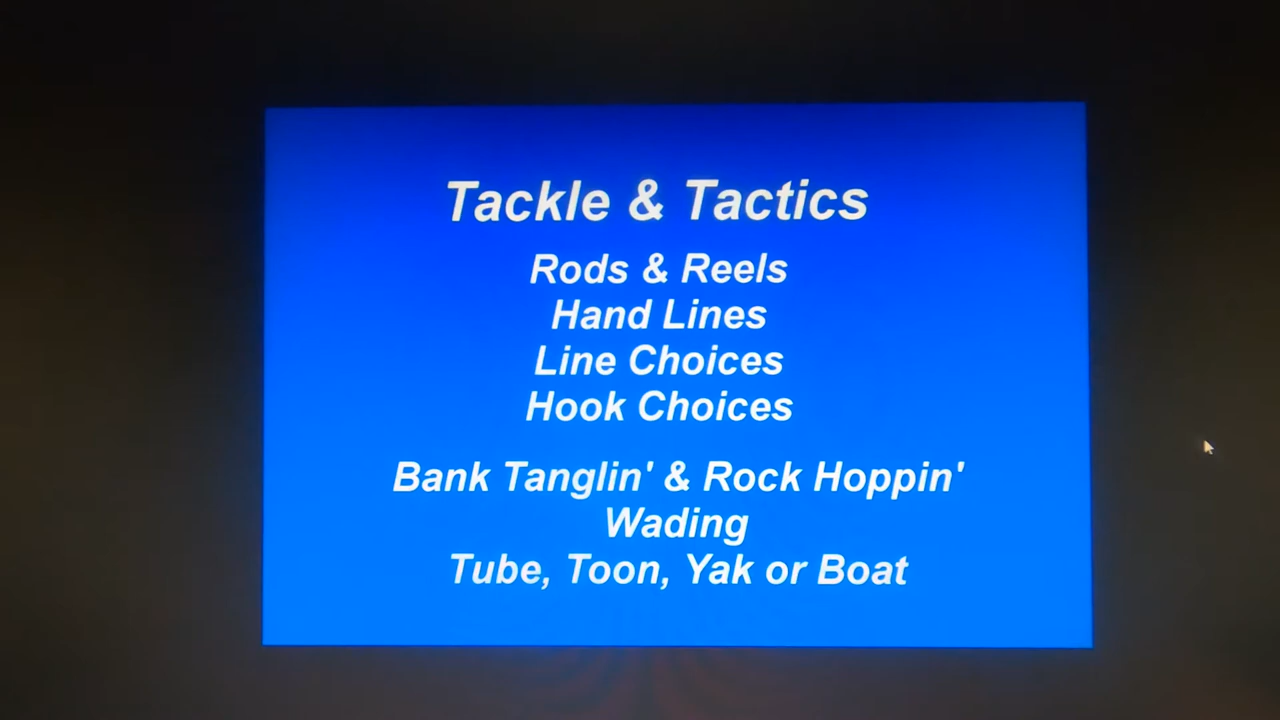 Tackle & Tactics
Rods & Reels
Hand Lines
Line Choices
Hook Choices
Bank Tanglin' & Rock Hoppin'
Wading
Tube, Toon, Yak or Boat